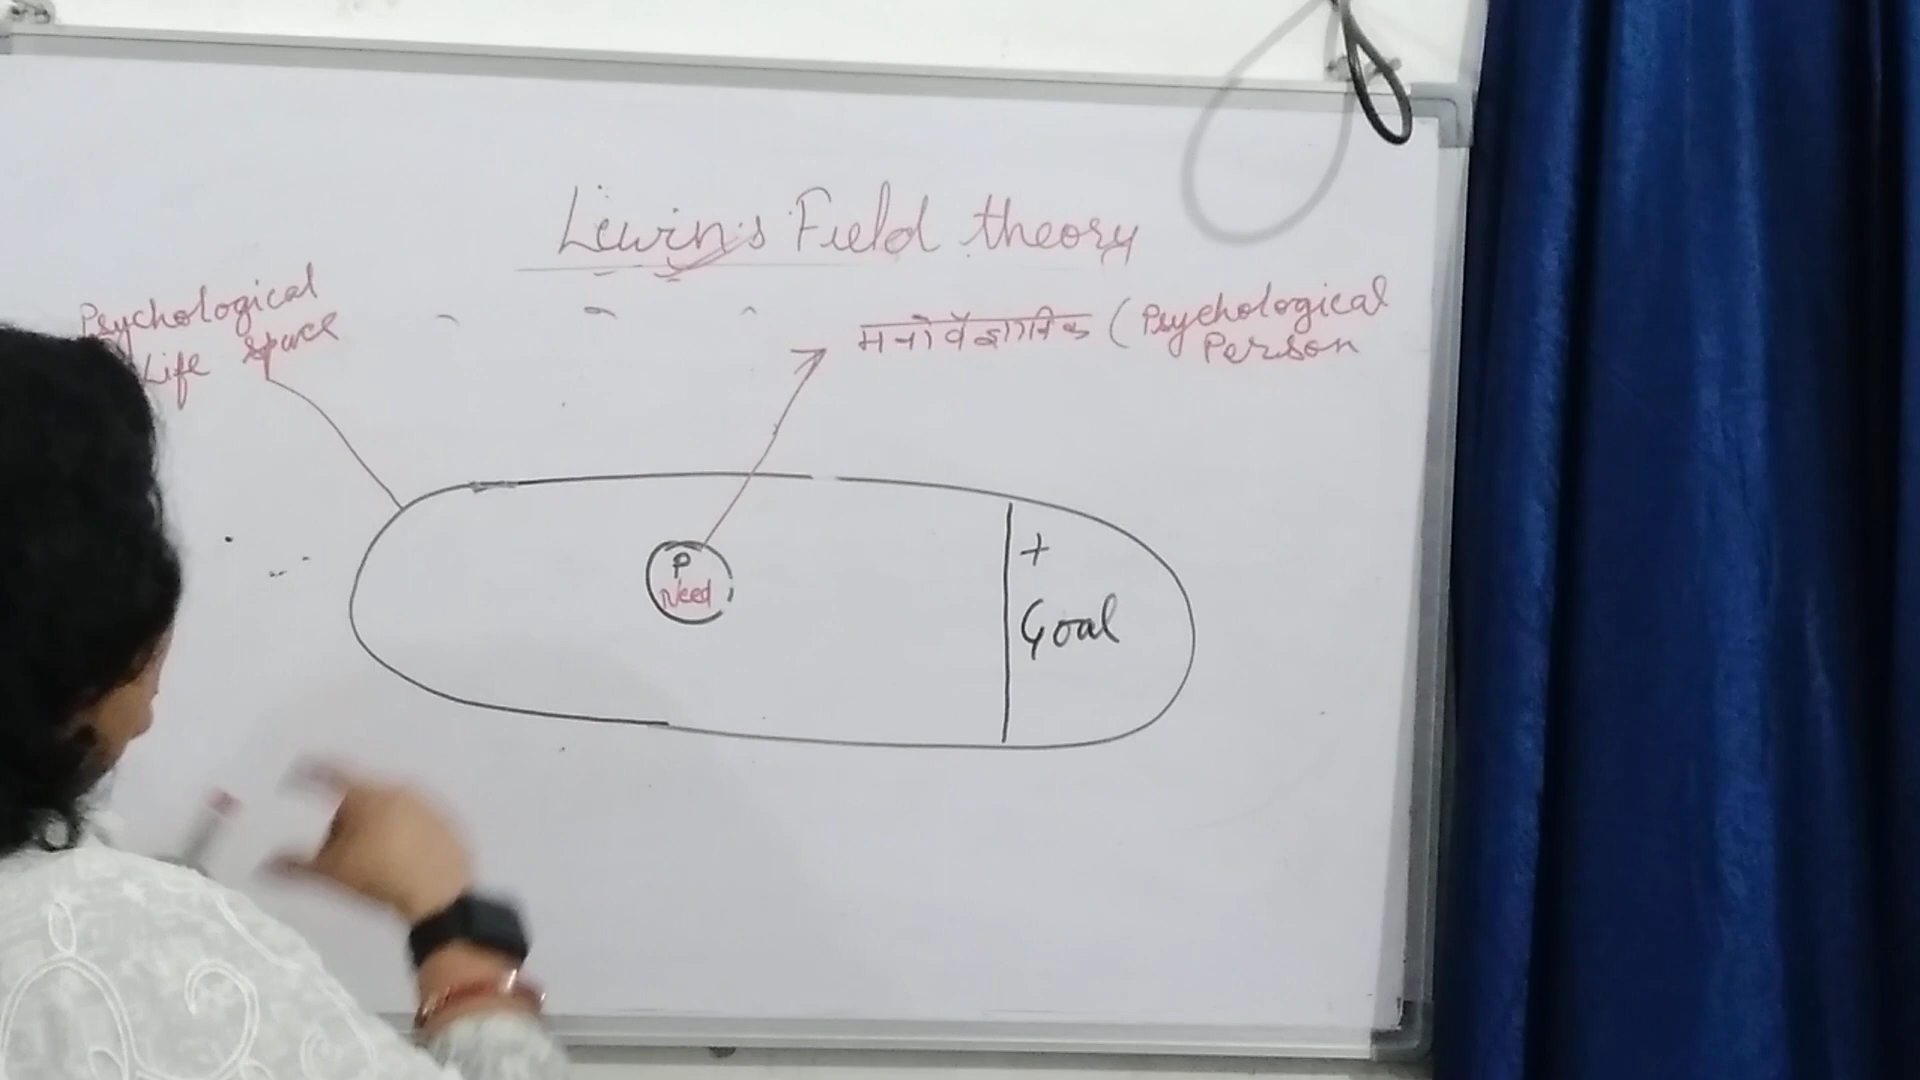 Lewin's Field theory
Psychological
Life space
मनोवैज्ञानिक (Psychological
Person
P
Need
+
Goal